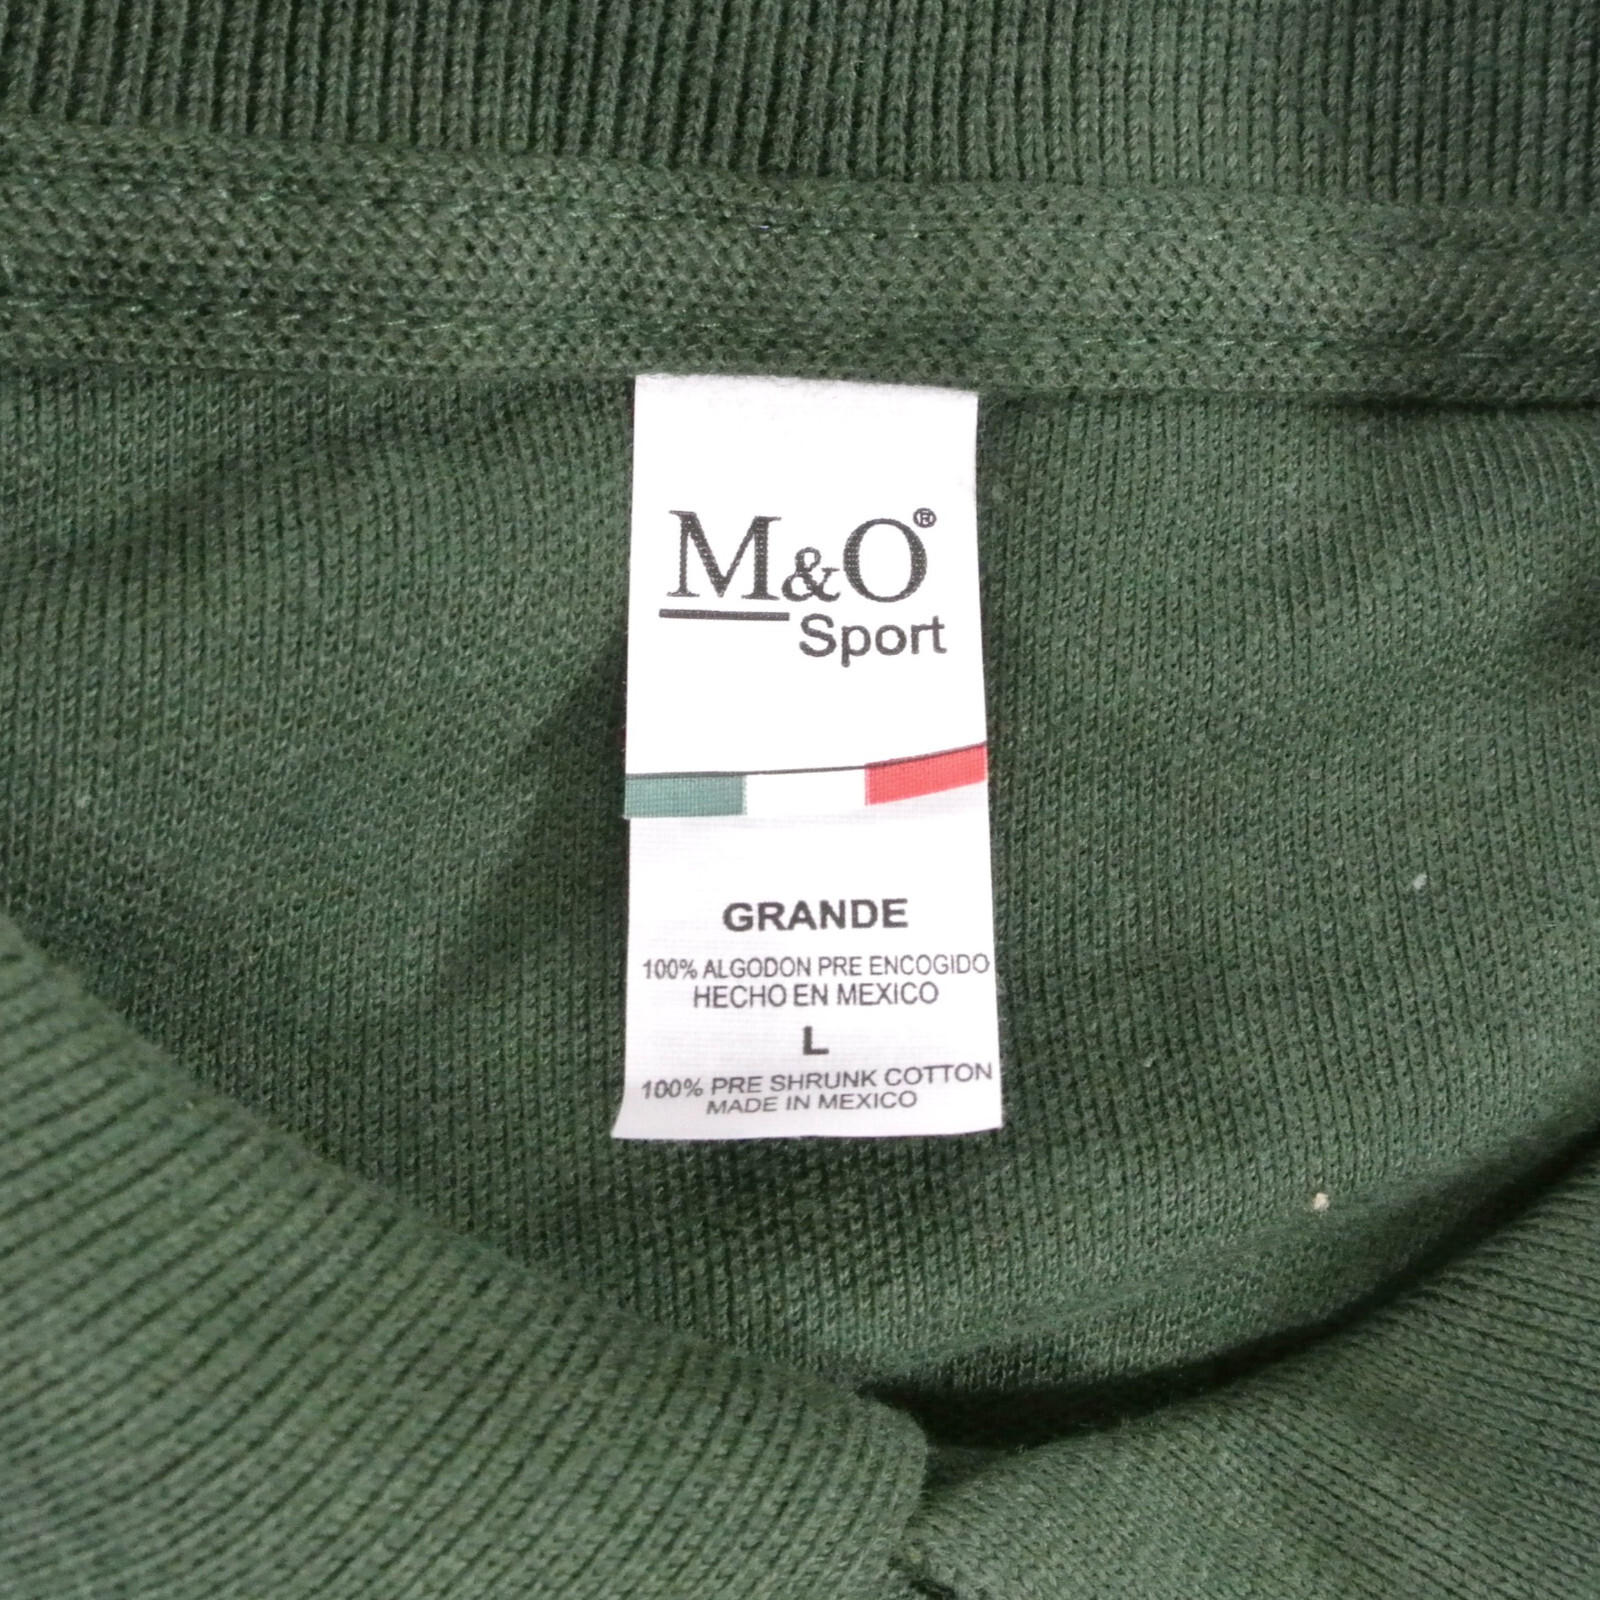 M&O®
Sport
GRANDE
100% ALGODON PRE ENCOGIDO
HECHO EN MEXICO
L
100% PRE SHRUNK COTTON
MADE IN MEXICO